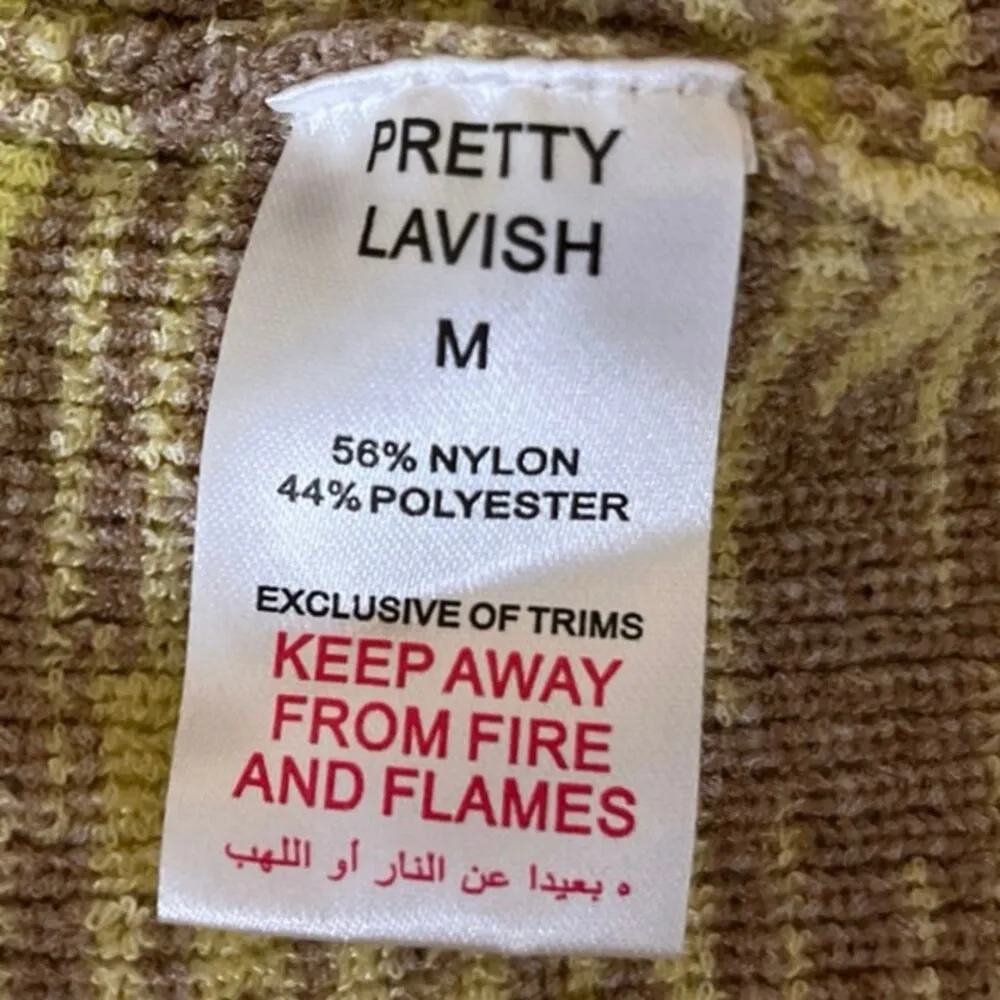 PRETTY
LAVISH
M
56% NYLON
44% POLYESTER
EXCLUSIVE OF TRIMS
KEEP AWAY
FROM FIRE
AND FLAMES
ه بعيدا عن النار أو اللهب